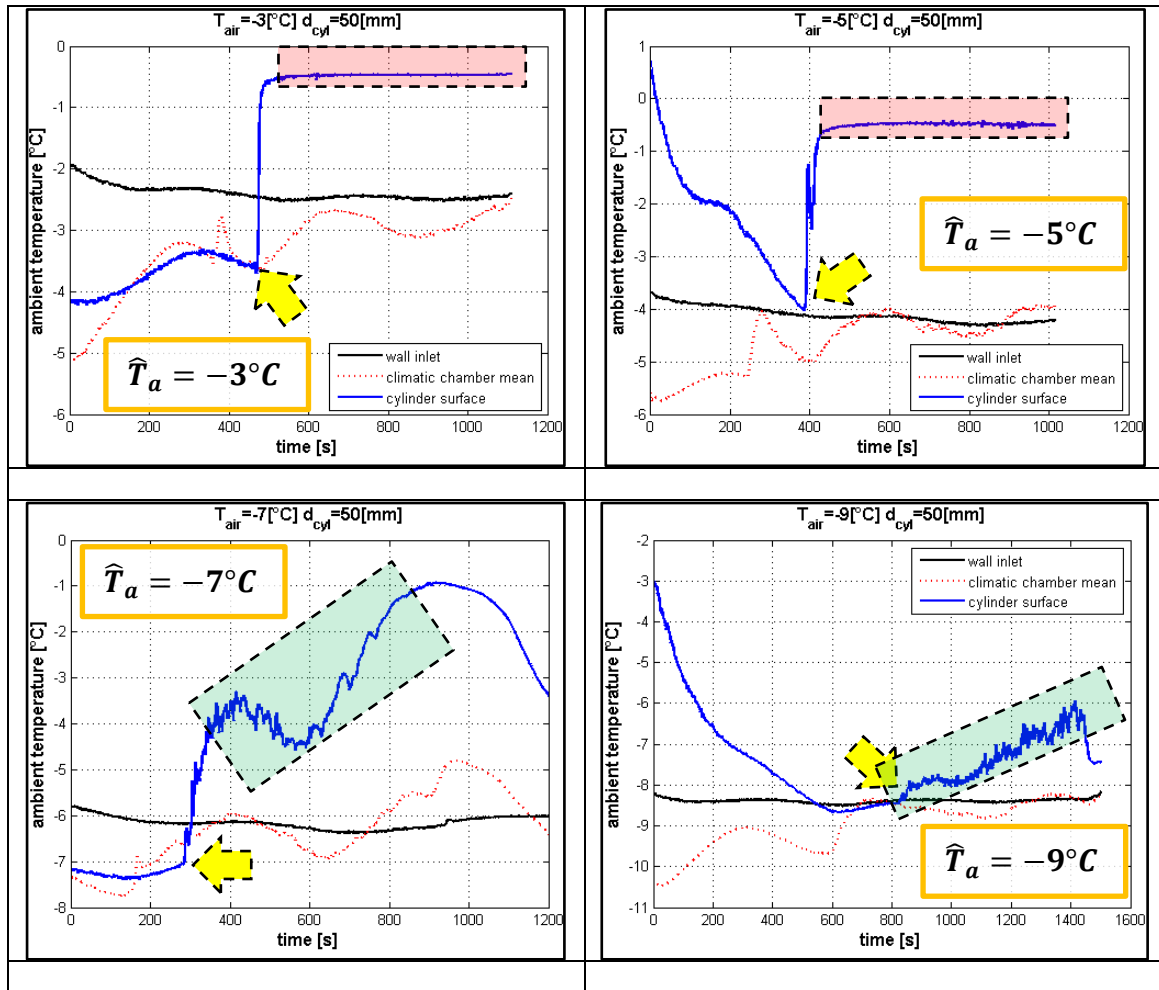 T_air=-3[°C] d_cyl=50[mm]
0
-1
-2
-3
-4
-5
-6
ambient temperature [°C]
T̂_a = −3°C
wall inlet
climatic chamber mean
cylinder surface
0 200 400 600 800 1000 1200
time [s]
T_air=-5[°C] d_cyl=50[mm]
1
0
-1
-2
-3
-4
-5
-6
ambient temperature [°C]
T̂_a = −5°C
wall inlet
climatic chamber mean
cylinder surface
0 200 400 600 800 1000 1200
time [s]
T_air=-7[°C] d_cyl=50[mm]
0
-1
-2
-3
-4
-5
-6
-7
-8
ambient temperature [°C]
T̂_a = −7°C
0 200 400 600 800 1000 1200
time [s]
T_air=-9[°C] d_cyl=50[mm]
-2
-3
-4
-5
-6
-7
-8
-9
-10
-11
ambient temperature [°C]
wall inlet
climatic chamber mean
cylinder surface
T̂_a = −9°C
0 200 400 600 800 1000 1200 1400 1600
time [s]